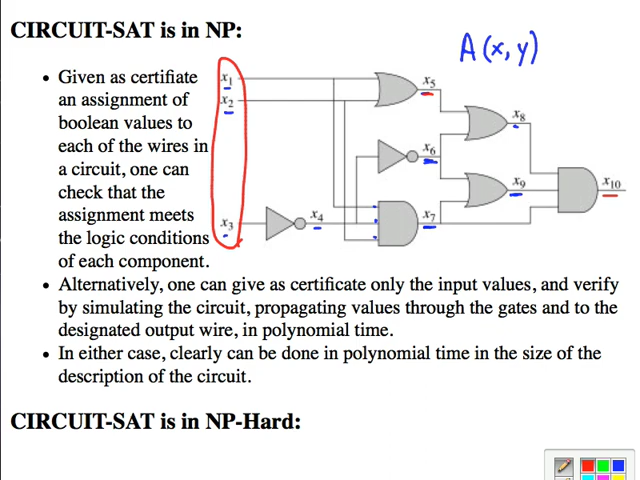 CIRCUIT-SAT is in NP:
A(x, y)
• Given as certifiate
an assignment of
boolean values to
each of the wires in
a circuit, one can
check that the
assignment meets
the logic conditions
of each component.
x1
x2
x3
x4
x5
x6
x7
x8
x9
x10
• Alternatively, one can give as certificate only the input values, and verify
by simulating the circuit, propagating values through the gates and to the
designated output wire, in polynomial time.
• In either case, clearly can be done in polynomial time in the size of the
description of the circuit.
CIRCUIT-SAT is in NP-Hard: